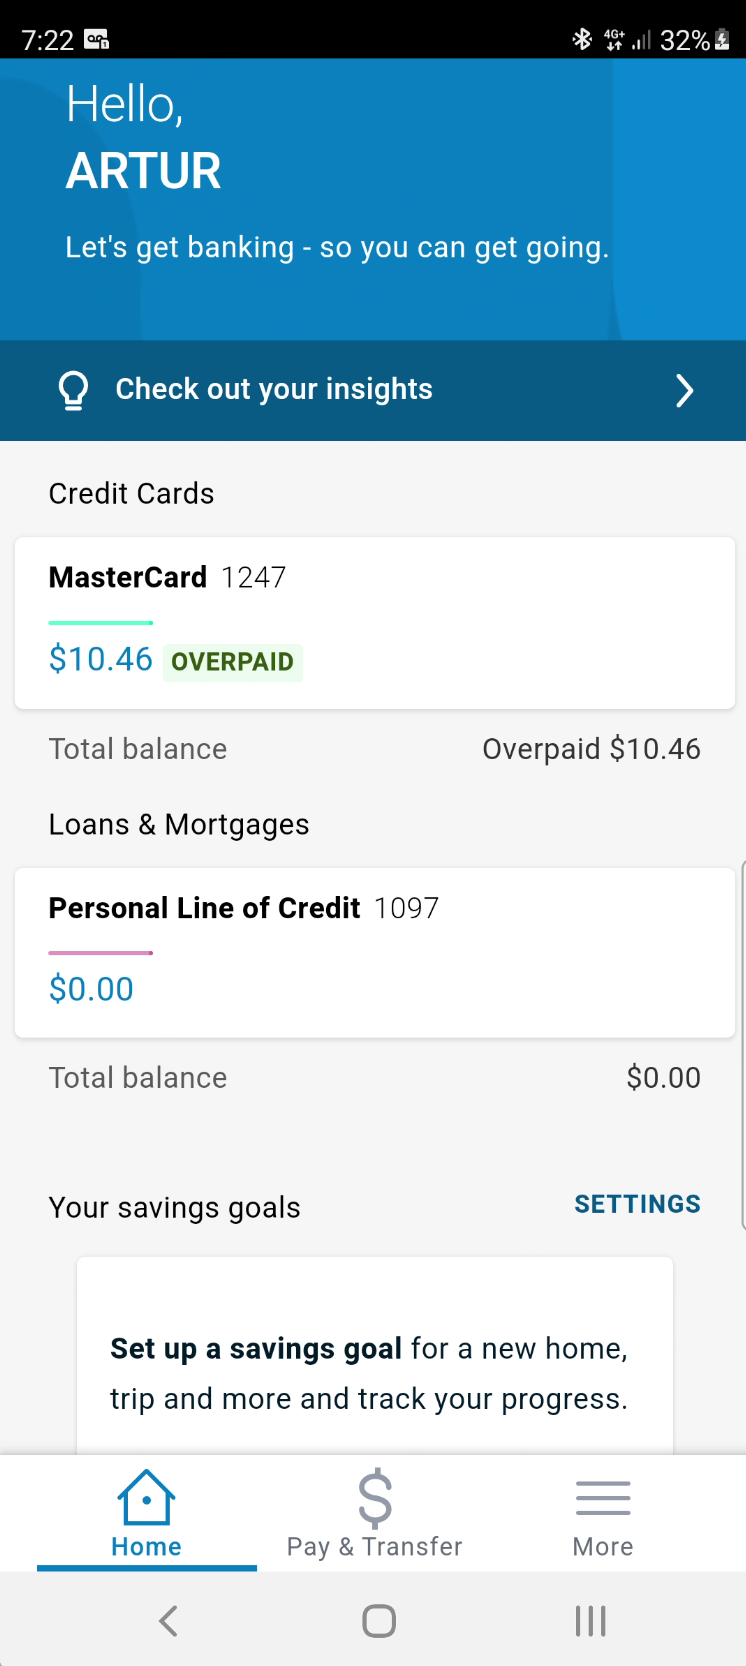 7:22
4G+ 32%
Hello,
ARTUR
Let's get banking - so you can get going.
Check out your insights
Credit Cards
MasterCard 1247
$10.46 OVERPAID
Total balance Overpaid $10.46
Loans & Mortgages
Personal Line of Credit 1097
$0.00
Total balance $0.00
Your savings goals SETTINGS
Set up a savings goal for a new home,
trip and more and track your progress.
Home Pay & Transfer More